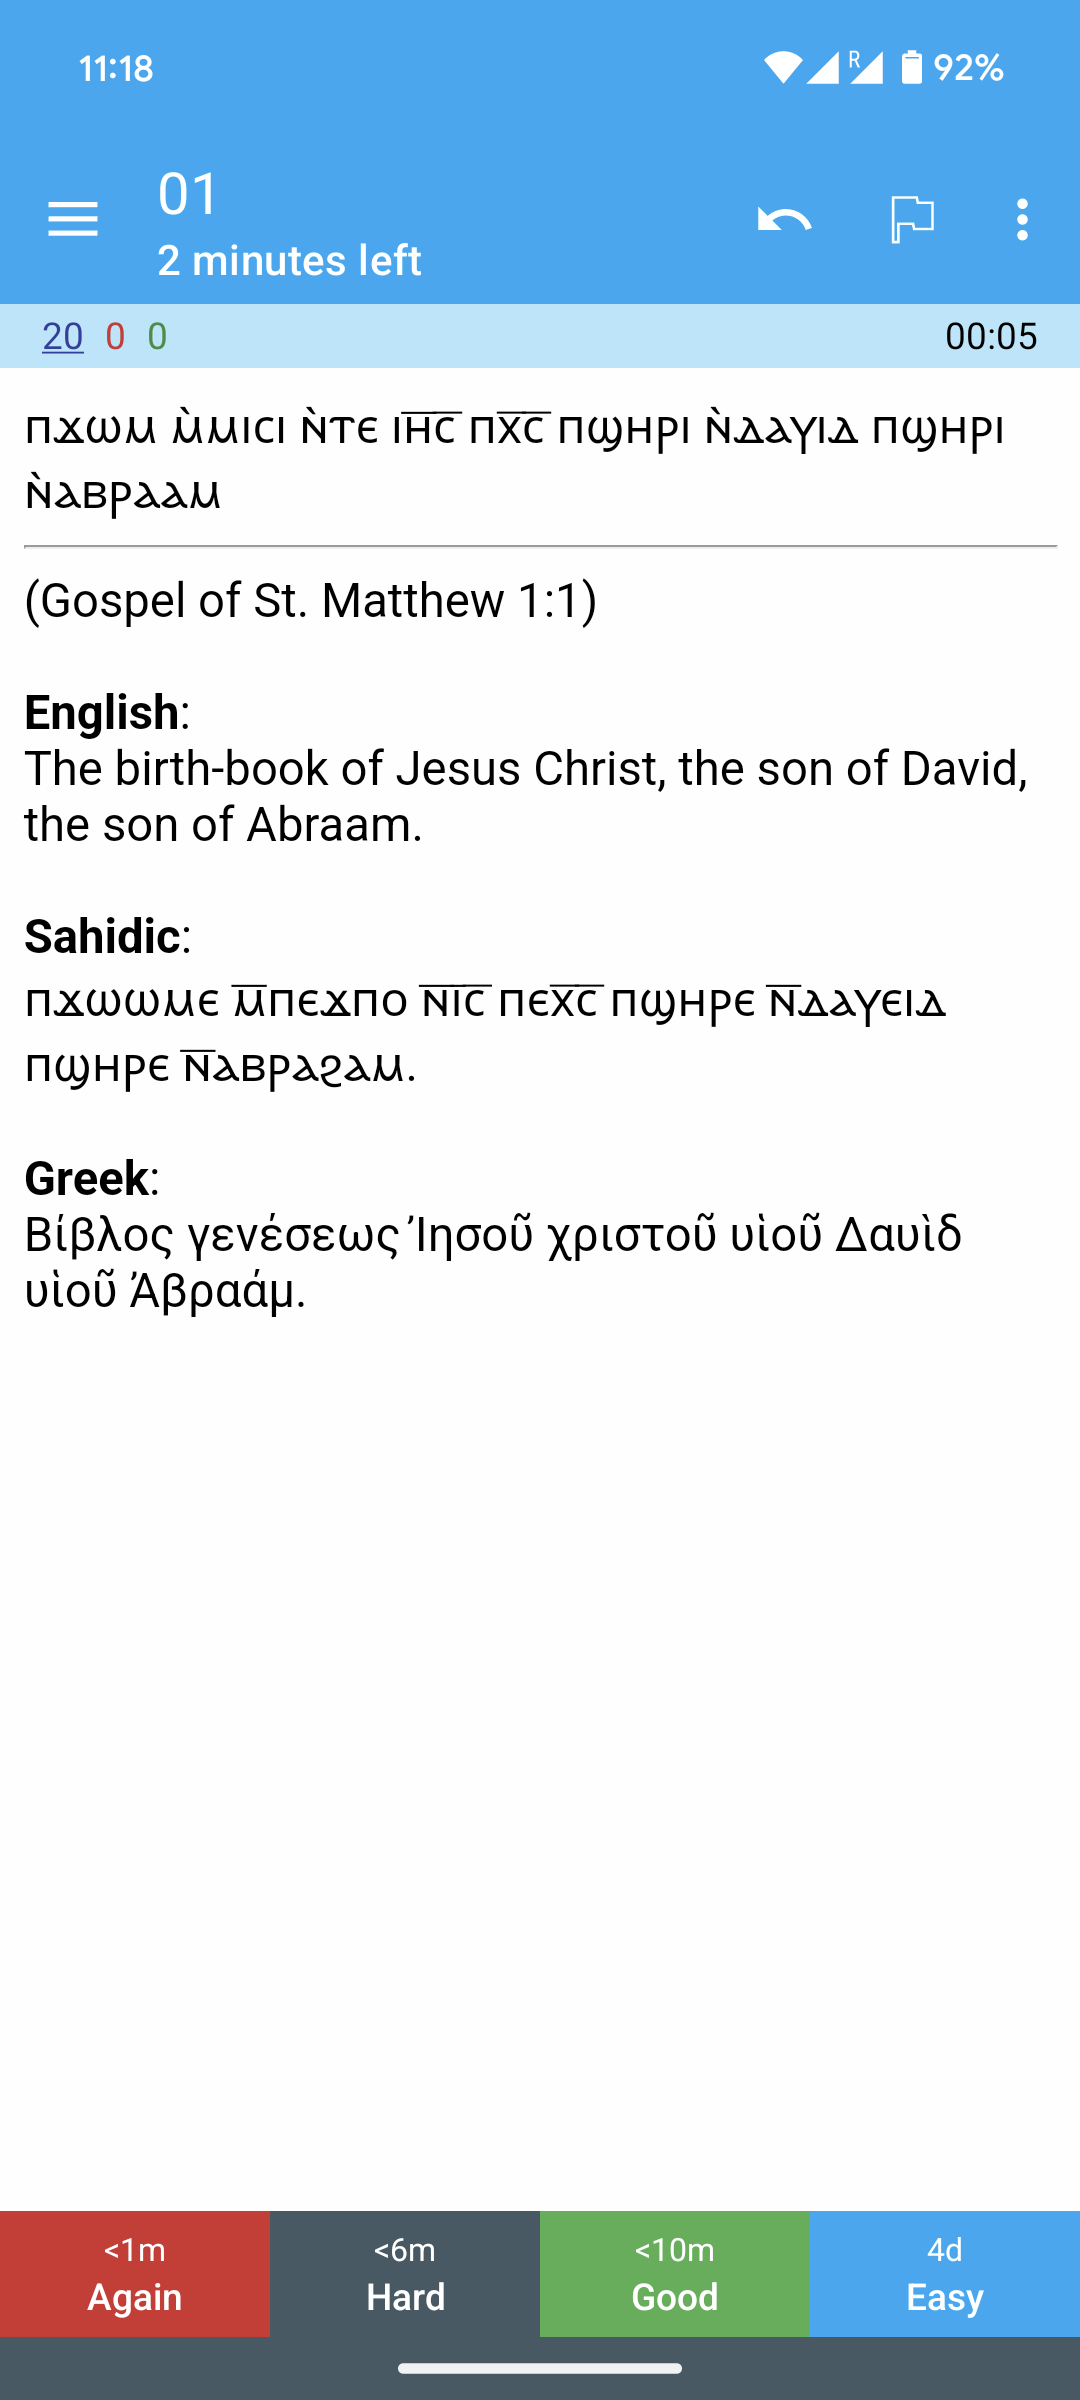 11:18
R
92%
01
2 minutes left
20 0 0
00:05
ⲡϫⲱⲙ ⲙ̀ⲙⲓⲥⲓ ⲛ̀ⲧⲉ ⲓⲏ̅ⲥ̅ ⲡⲭ̅ⲥ̅ ⲡϣⲏⲣⲓ ⲛ̀ⲇⲁⲩⲓⲇ ⲡϣⲏⲣⲓ
ⲛ̀ⲁⲃⲣⲁⲁⲙ
(Gospel of St. Matthew 1:1)
English:
The birth-book of Jesus Christ, the son of David,
the son of Abraam.
Sahidic:
ⲡϫⲱⲱⲙⲉ ⲙ̅ⲡⲉϫⲡⲟ ⲛ̅ⲓ̅ⲥ̅ ⲡⲉⲭ̅ⲥ̅ ⲡϣⲏⲣⲉ ⲛ̅ⲇⲁⲩⲉⲓⲇ
ⲡϣⲏⲣⲉ ⲛ̅ⲁⲃⲣⲁϩⲁⲙ.
Greek:
Βίβλος γενέσεως Ἰησοῦ χριστοῦ υἱοῦ Δαυὶδ
υἱοῦ Ἀβραάμ.
<1m <6m <10m 4d
Again Hard Good Easy